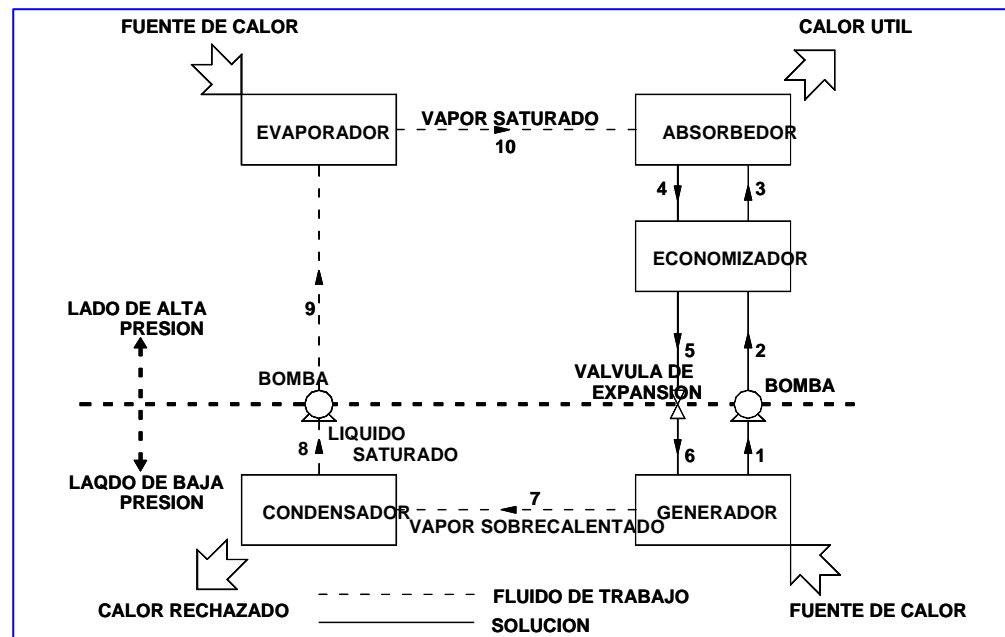 FUENTE DE CALOR
CALOR UTIL
EVAPORADOR
VAPOR SATURADO
10
ABSORBEDOR
4
3
ECONOMIZADOR
9
LADO DE ALTA
PRESION
5
2
BOMBA
VALVULA DE
EXPANSION
BOMBA
8
LIQUIDO
SATURADO
6
1
LAQDO DE BAJA
PRESION
CONDENSADOR
7
VAPOR SOBRECALENTADO
GENERADOR
CALOR RECHAZADO
FLUIDO DE TRABAJO
SOLUCION
FUENTE DE CALOR